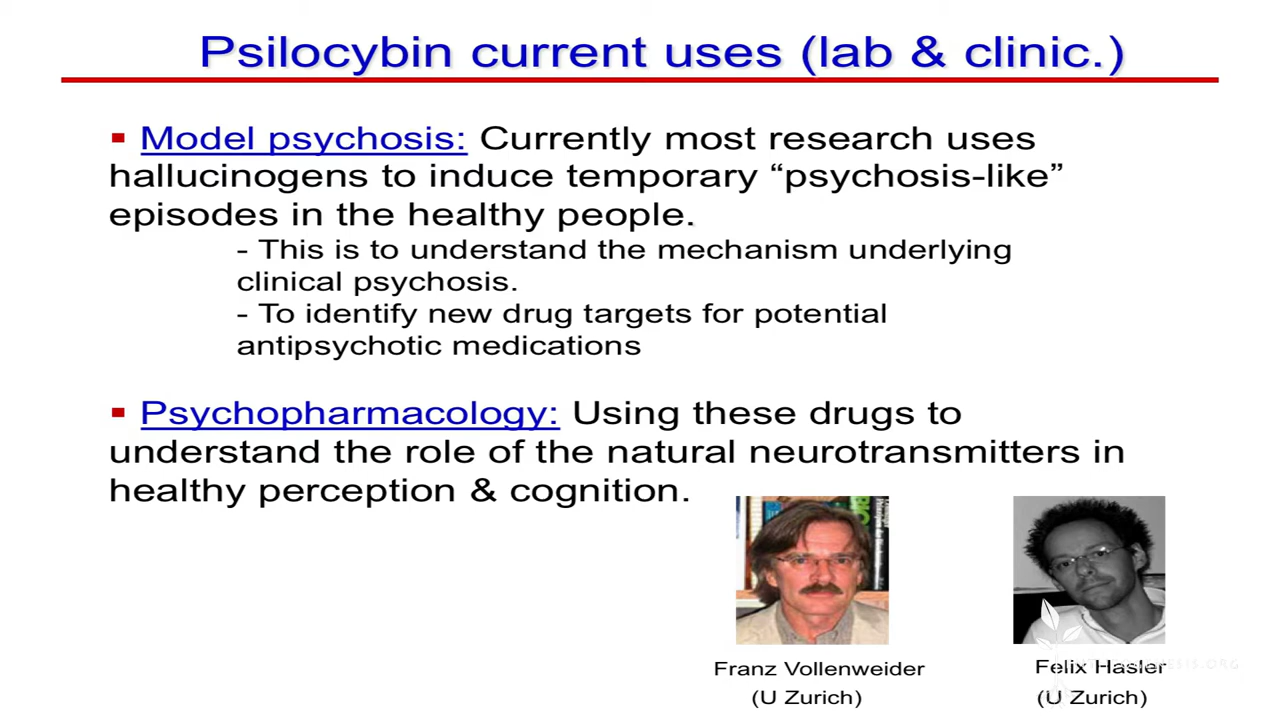 Psilocybin current uses (lab & clinic.)
▪ Model psychosis: Currently most research uses
hallucinogens to induce temporary “psychosis-like”
episodes in the healthy people.
- This is to understand the mechanism underlying
clinical psychosis.
- To identify new drug targets for potential
antipsychotic medications
▪ Psychopharmacology: Using these drugs to
understand the role of the natural neurotransmitters in
healthy perception & cognition.
Franz Vollenweider
(U Zurich)
Felix Hasler
(U Zurich)